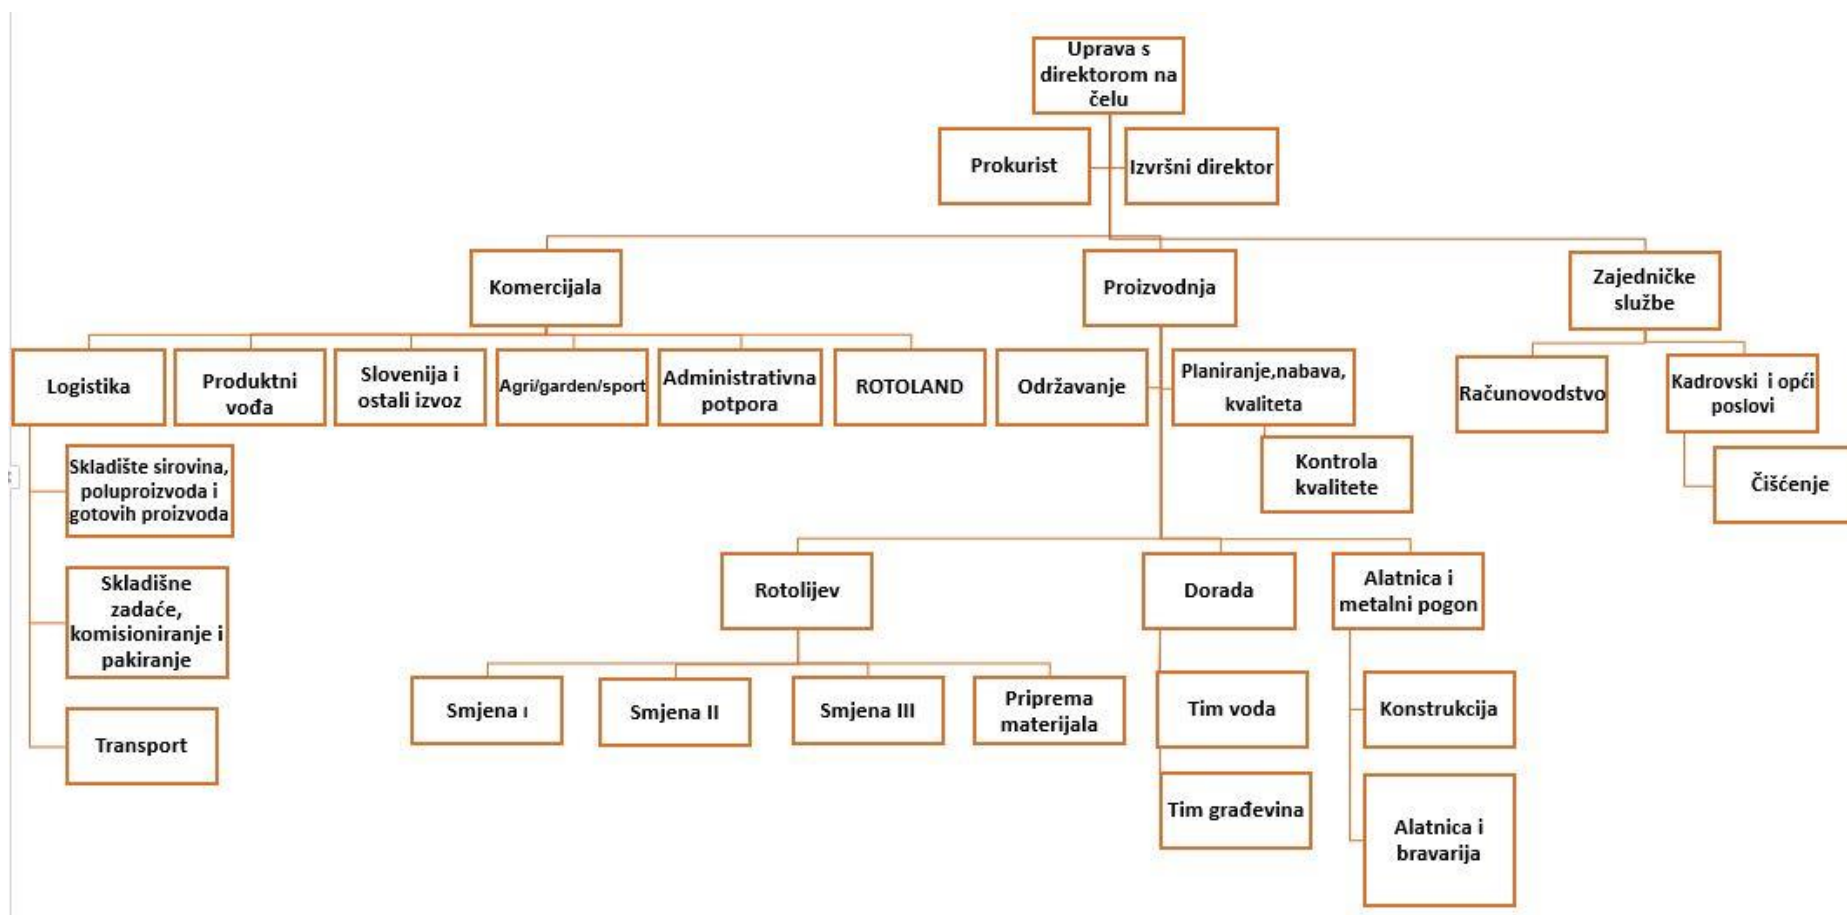 Uprava s
direktorom na
čelu
Prokurist
Izvršni direktor
Komercijala
Proizvodnja
Zajedničke
službe
Logistika
Produktni
vođa
Slovenija i
ostali izvoz
Agri/garden/sport
Administrativna
potpora
ROTOLAND
Održavanje
Planiranje,nabava,
kvaliteta
Računovodstvo
Kadrovski i opći
poslovi
Skladište sirovina,
poluproizvoda i
gotovih proizvoda
Kontrola
kvalitete
Čišćenje
Skladišne
zadaće,
komisioniranje i
pakiranje
Rotolijev
Dorada
Alatnica i
metalni pogon
Transport
Smjena I
Smjena II
Smjena III
Priprema
materijala
Tim voda
Konstrukcija
Tim građevina
Alatnica i
bravarija